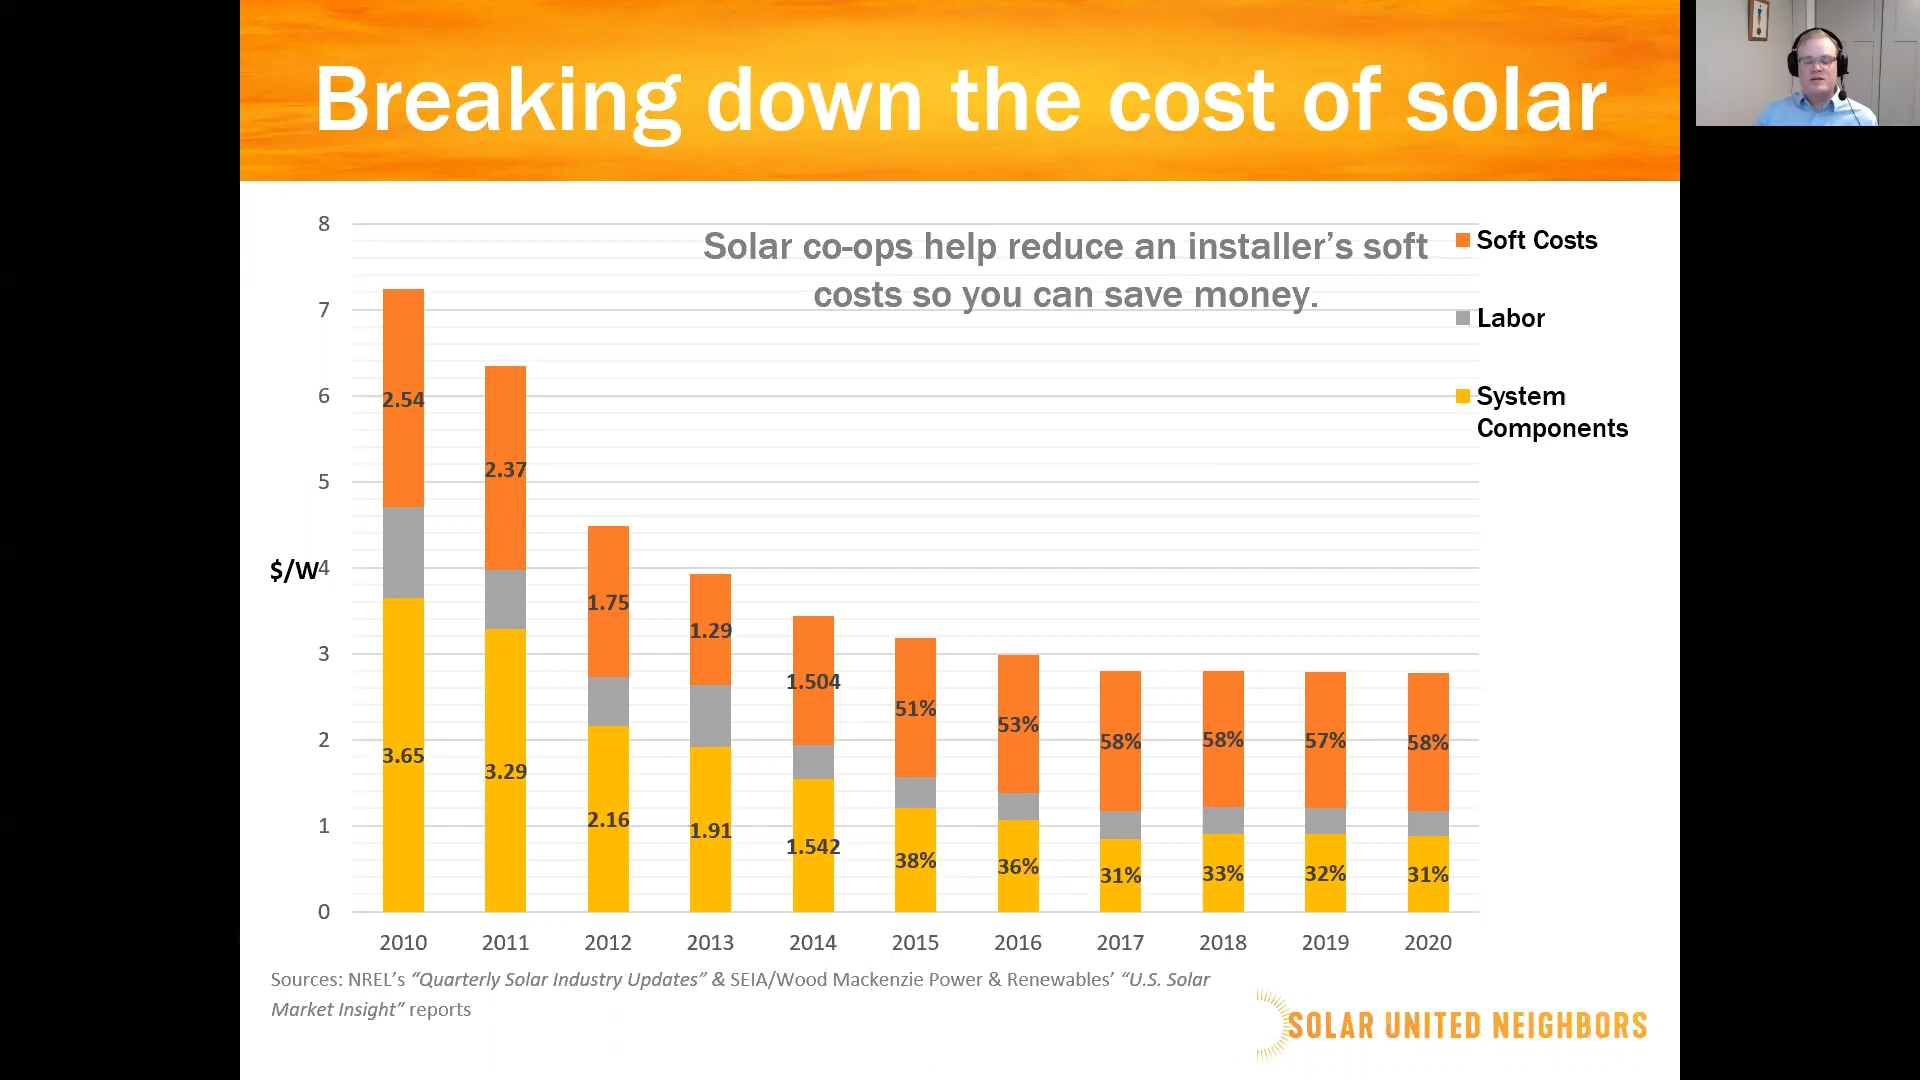 Breaking down the cost of solar
Solar co-ops help reduce an installer's soft
costs so you can save money.
Soft Costs
Labor
System
Components
$/W
8
7
6
5
4
3
2
1
0
2.54
3.65
2.37
3.29
1.75
2.16
1.29
1.91
1.504
1.542
51%
38%
53%
36%
58%
31%
58%
33%
57%
32%
58%
31%
2010 2011 2012 2013 2014 2015 2016 2017 2018 2019 2020
Sources: NREL's “Quarterly Solar Industry Updates” & SEIA/Wood Mackenzie Power & Renewables' “U.S. Solar
Market Insight” reports
SOLAR UNITED NEIGHBORS